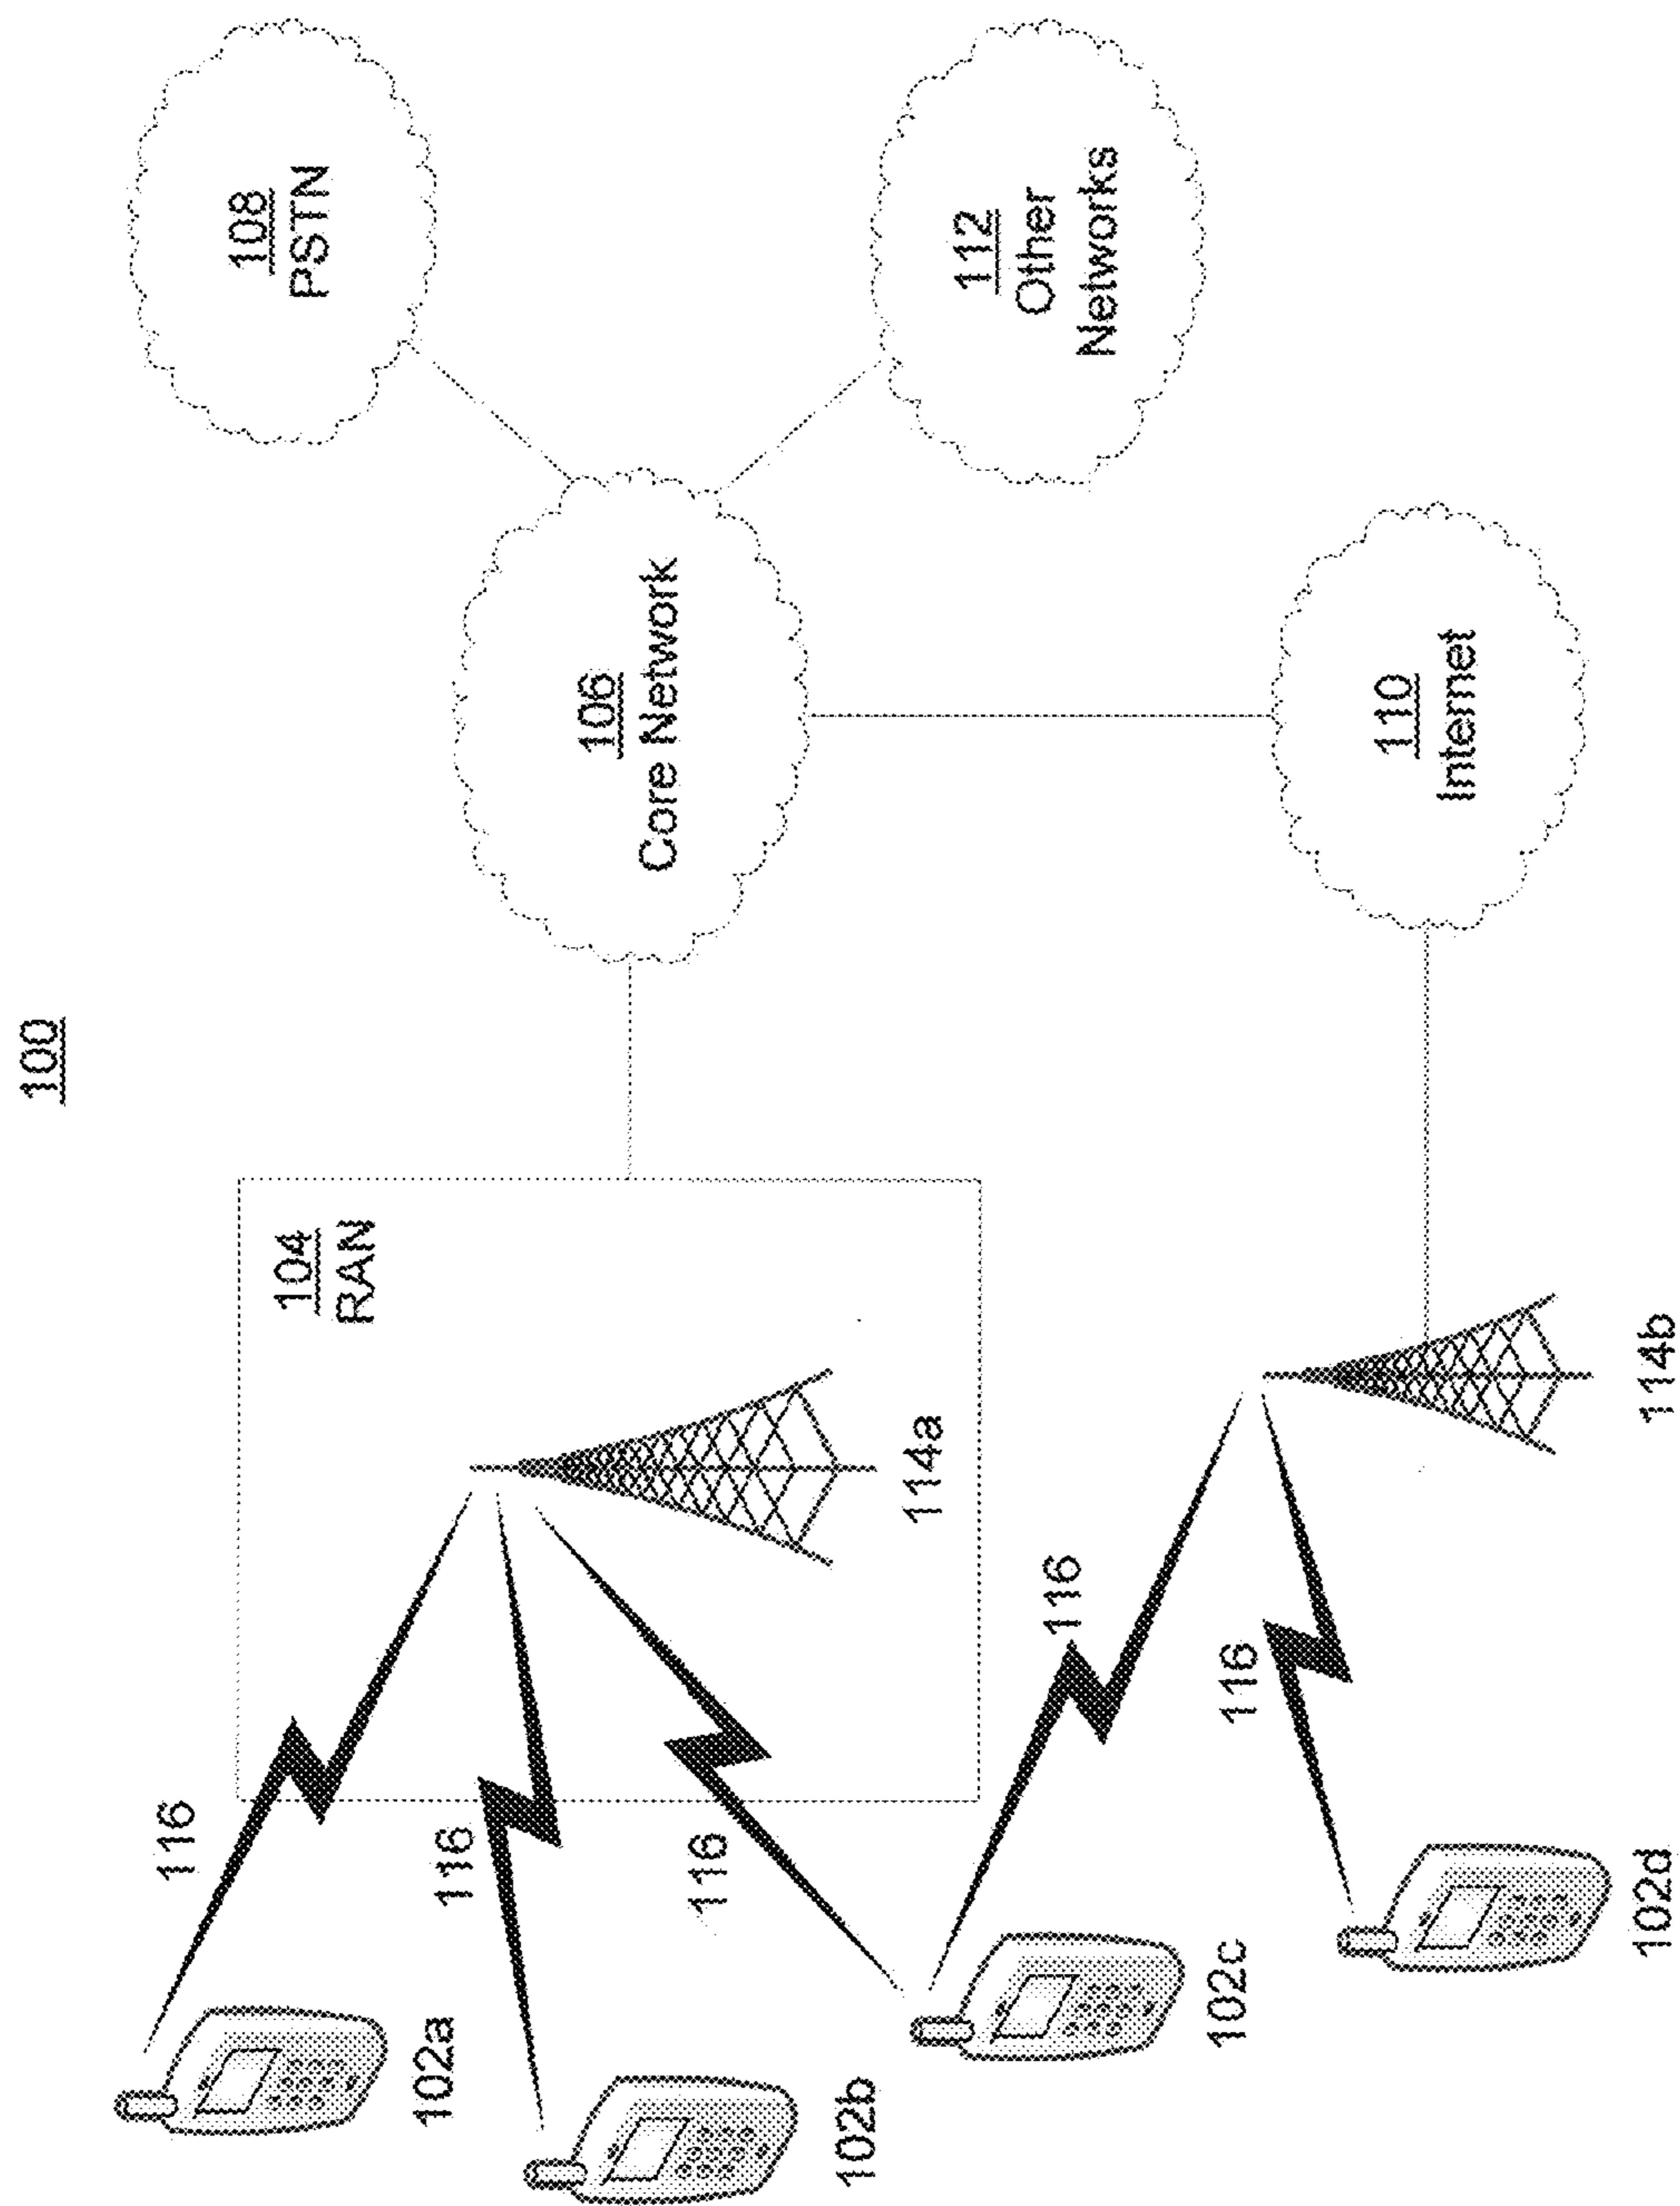 100
102a
116
102b
116
116
104
RAN
114a
102c
116
116
102d
114b
106
Core Network
108
PSTN
112
Other
Networks
110
Internet